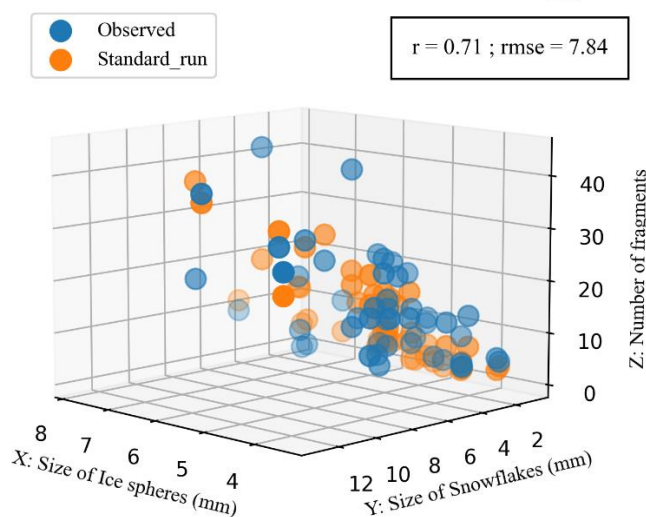 Observed
Standard_run
r = 0.71 ; rmse = 7.84
40
30
20
10
0
Z: Number of fragments
8
7
6
5
4
X: Size of Ice spheres (mm)
12
10
8
6
4
2
Y: Size of Snowflakes (mm)